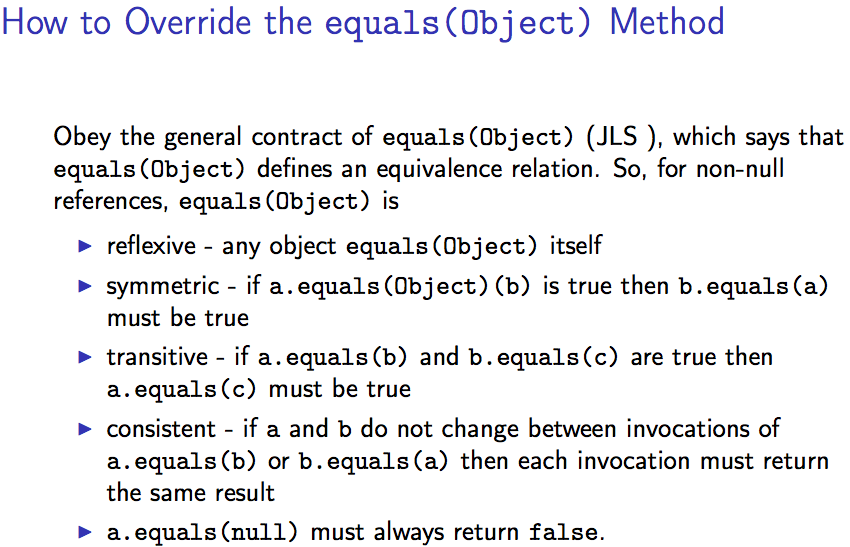 How to Override the equals(Object) Method
Obey the general contract of equals(Object) (JLS ), which says that
equals(Object) defines an equivalence relation. So, for non-null
references, equals(Object) is
▶ reflexive - any object equals(Object) itself
▶ symmetric - if a.equals(Object)(b) is true then b.equals(a)
must be true
▶ transitive - if a.equals(b) and b.equals(c) are true then
a.equals(c) must be true
▶ consistent - if a and b do not change between invocations of
a.equals(b) or b.equals(a) then each invocation must return
the same result
▶ a.equals(null) must always return false.